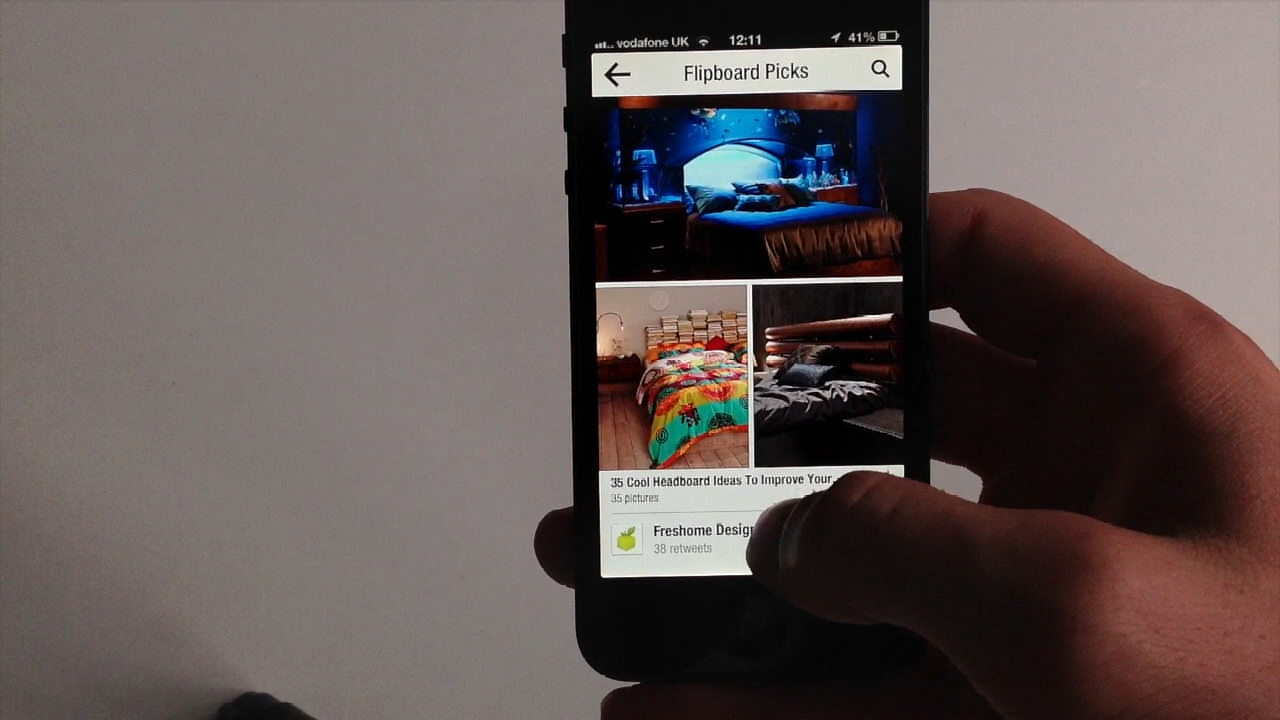 vodafone UK 12:11 41%
Flipboard Picks
35 Cool Headboard Ideas To Improve Your
35 pictures
Freshome Design
38 retweets